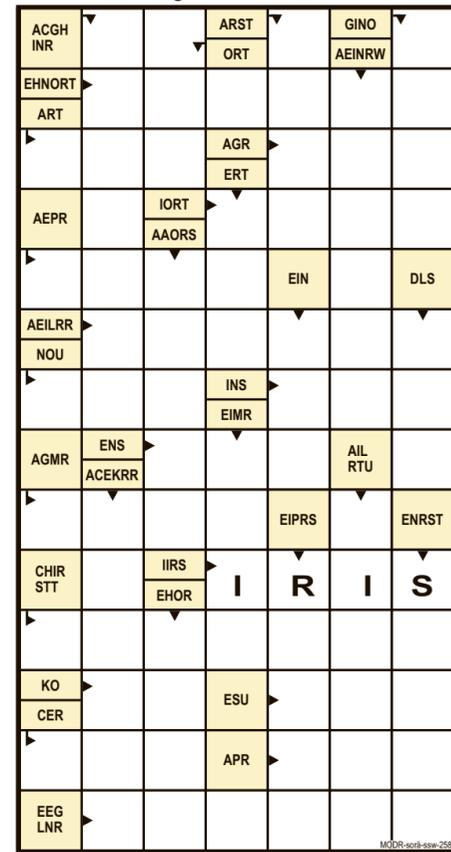 ACGH
INR
ARST
ORT
GINO
AEINRW
EHNORT
ART
AGR
ERT
AEPR
IORT
AAORS
EIN
DLS
AEILRR
NOU
INS
EIMR
AGMR
ENS
ACEKRR
AIL
RTU
EIPRS
ENRST
CHIR
STT
IIRS
EHOR
I R I S
KO
CER
ESU
APR
EEG
LNR
MODR-sorä-ssw-258